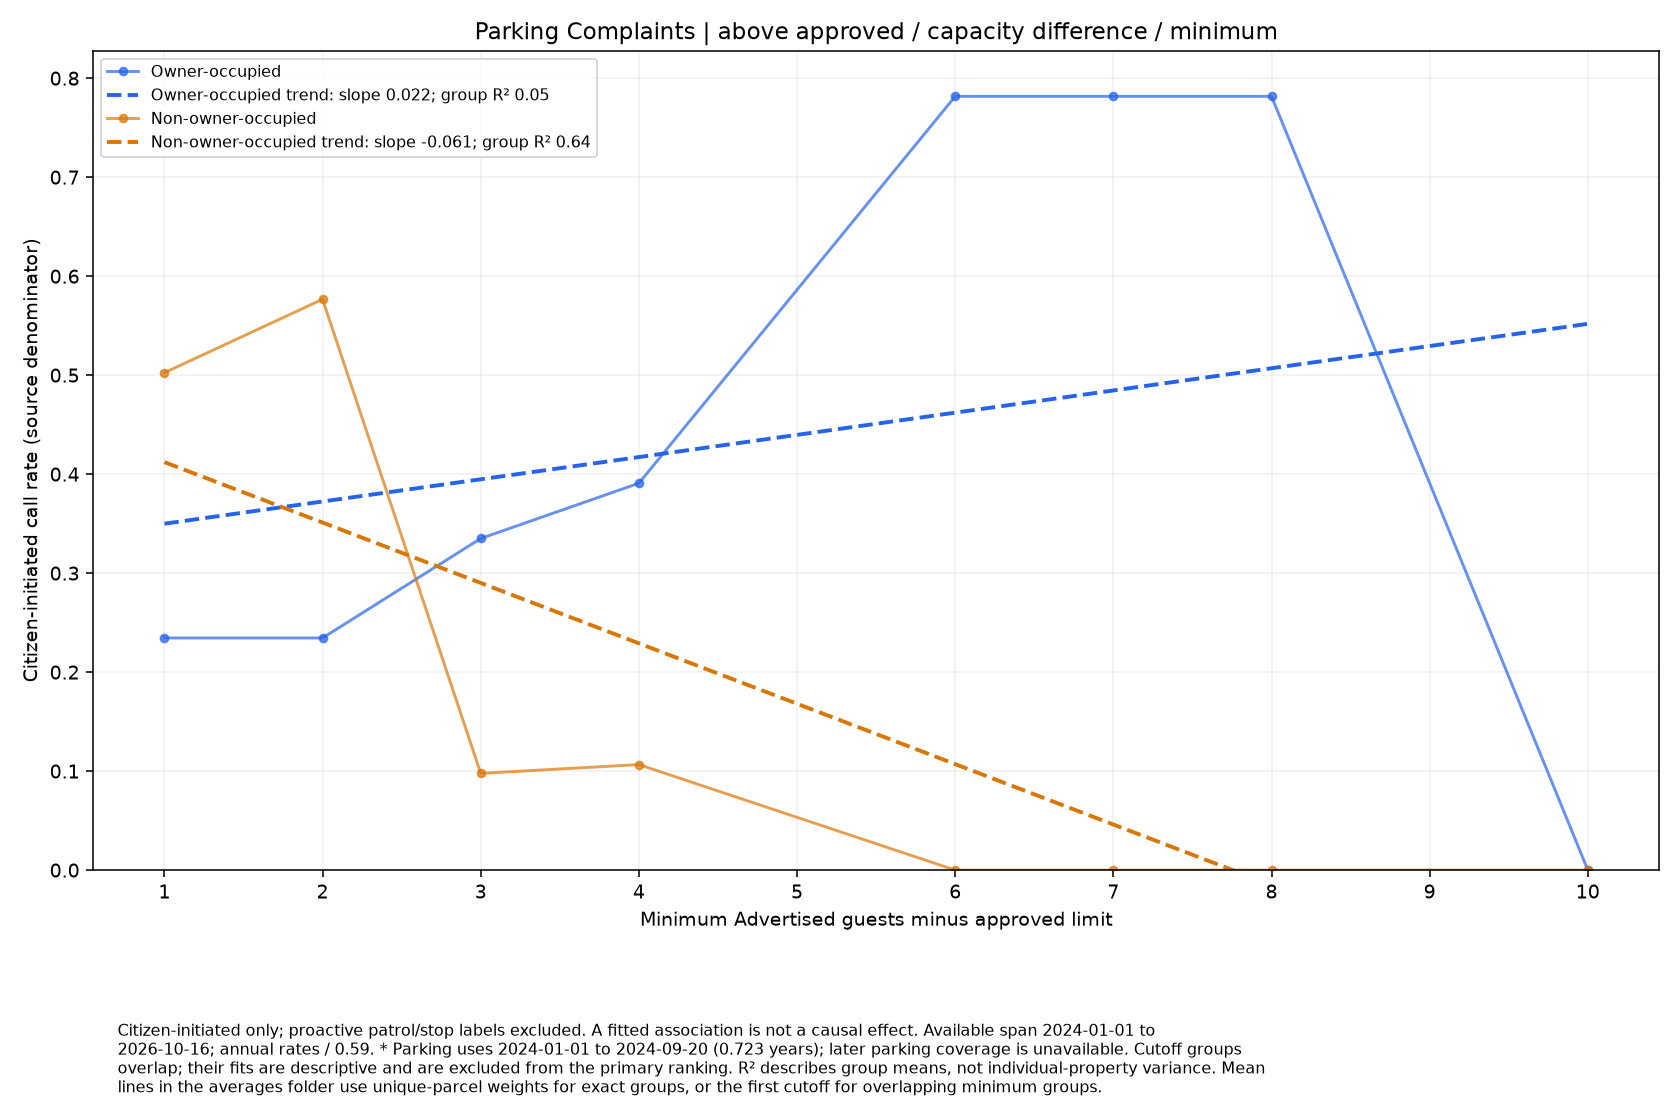 Parking Complaints | above approved / capacity difference / minimum
Owner-occupied
Owner-occupied trend: slope 0.022; group R² 0.05
Non-owner-occupied
Non-owner-occupied trend: slope -0.061; group R² 0.64
Citizen-initiated call rate (source denominator)
0.8
0.7
0.6
0.5
0.4
0.3
0.2
0.1
0.0
1 2 3 4 5 6 7 8 9 10
Minimum Advertised guests minus approved limit
Citizen-initiated only; proactive patrol/stop labels excluded. A fitted association is not a causal effect. Available span 2024-01-01 to
2026-10-16; annual rates / 0.59. * Parking uses 2024-01-01 to 2024-09-20 (0.723 years); later parking coverage is unavailable. Cutoff groups
overlap; their fits are descriptive and are excluded from the primary ranking. R² describes group means, not individual-property variance. Mean
lines in the averages folder use unique-parcel weights for exact groups, or the first cutoff for overlapping minimum groups.